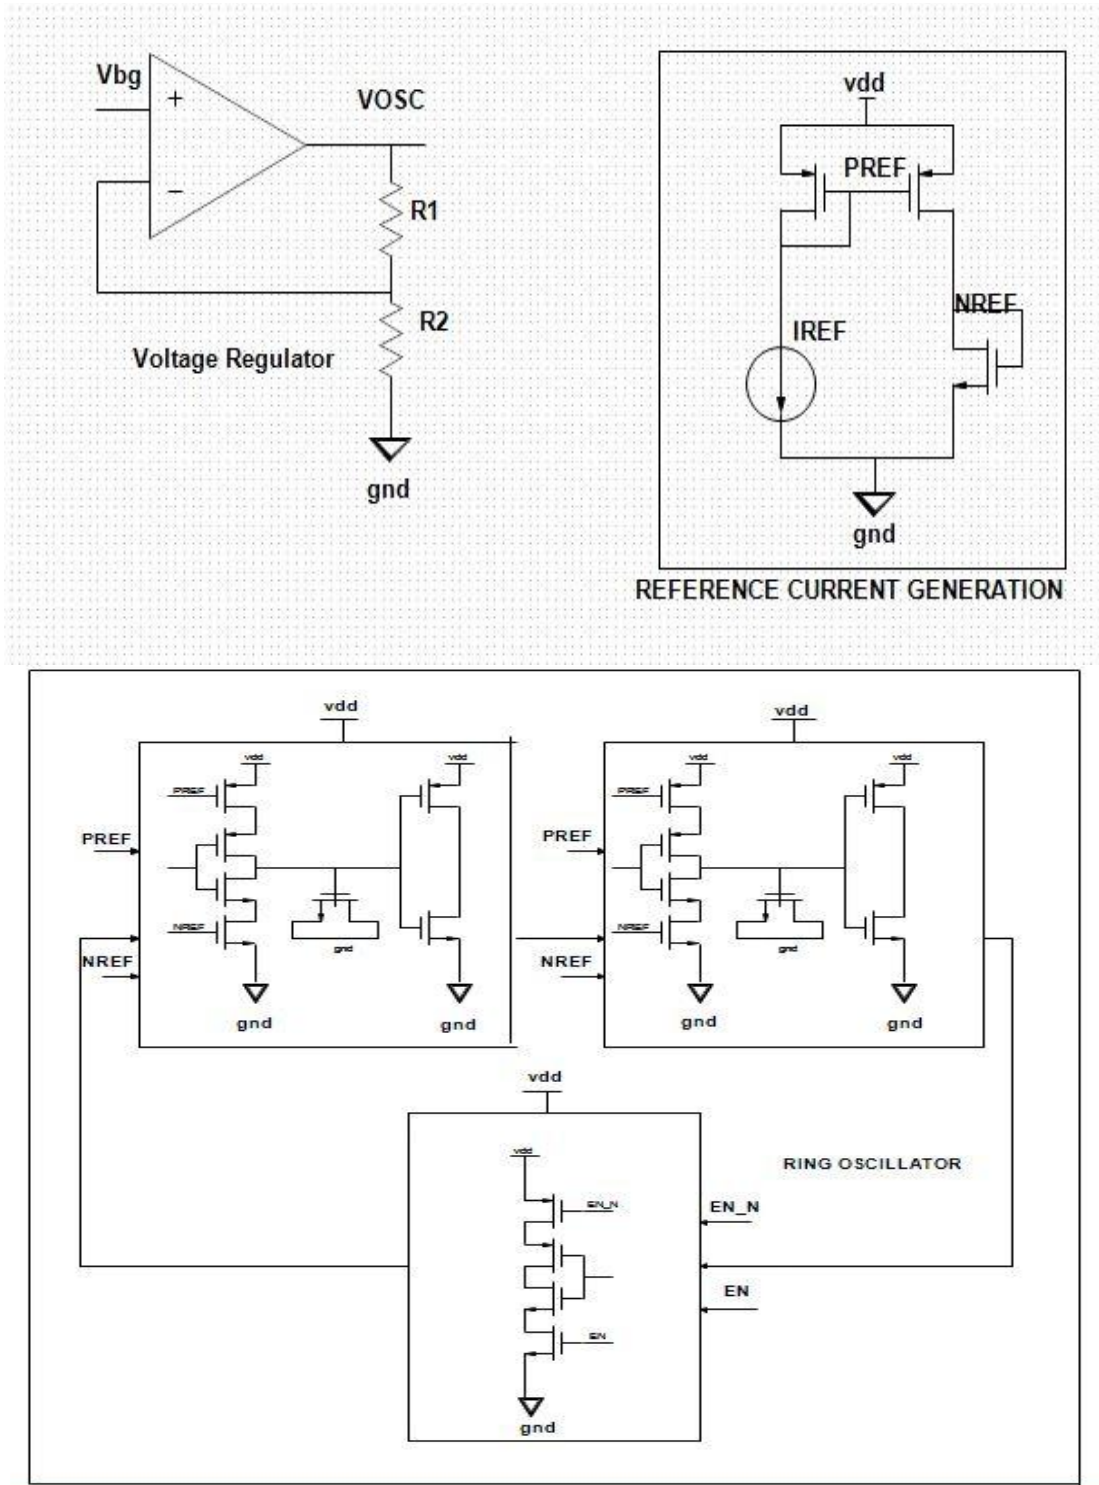 Vbg
+
VOSC
−
R1
R2
Voltage Regulator
gnd
vdd
PREF
NREF
IREF
gnd
REFERENCE CURRENT GENERATION
vdd
vdd
vdd
PREF
NREF
gnd
vdd
gnd
gnd
PREF
NREF
vdd
PREF
NREF
gnd
vdd
gnd
gnd
PREF
NREF
vdd
vdd
EN_N
EN
gnd
EN_N
EN
RING OSCILLATOR